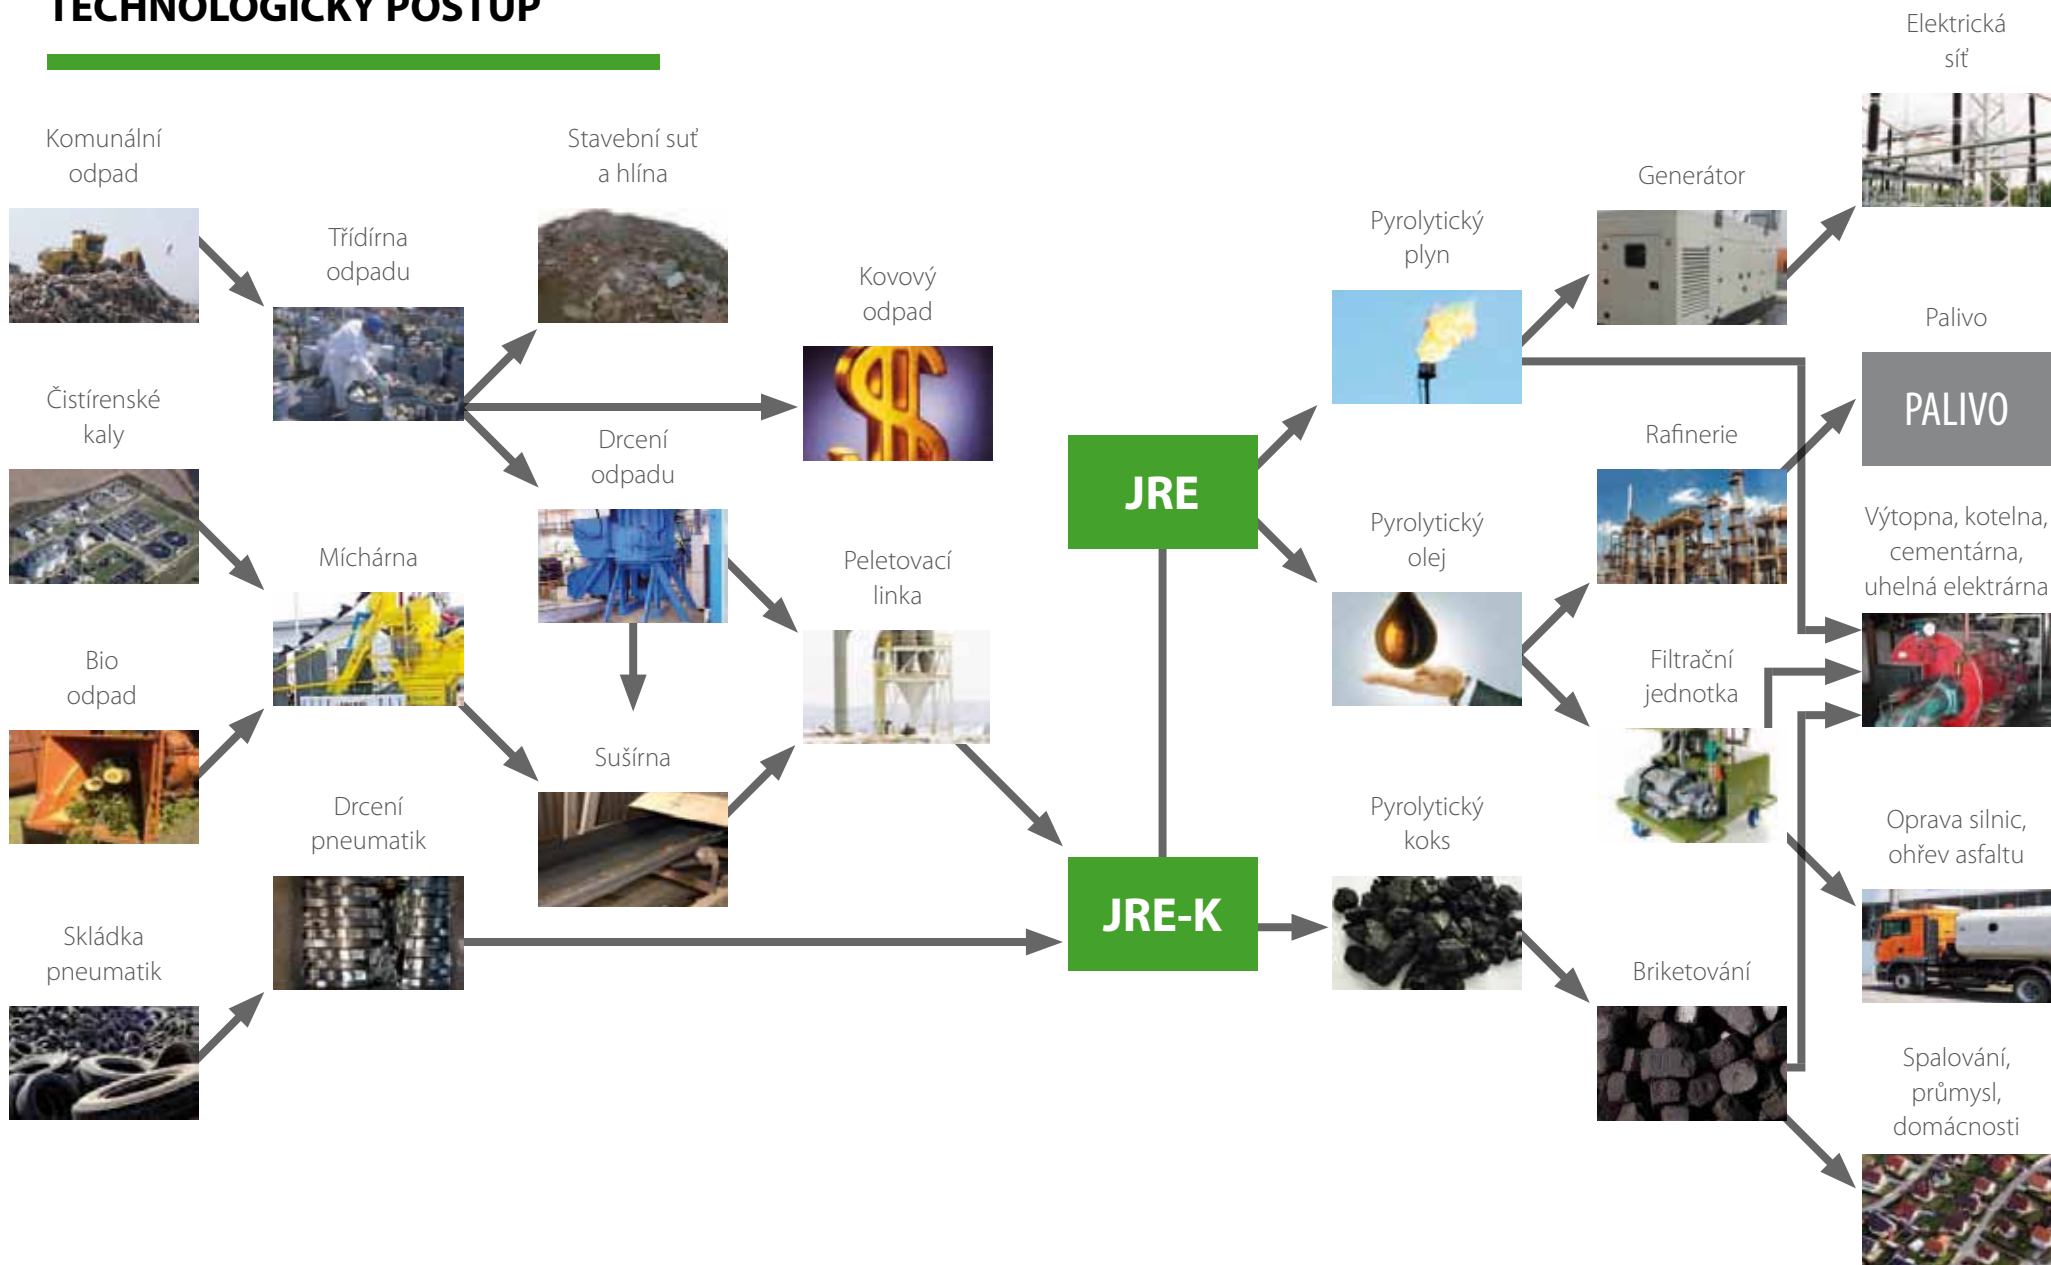 TECHNOLOGICKÝ POSTUP
Komunální
odpad
Čistírenské
kaly
Bio
odpad
Skládka
pneumatik
Třídírna
odpadu
Míchárna
Drcení
pneumatik
Stavební suť
a hlína
Drcení
odpadu
Sušírna
Kovový
odpad
Peletovací
linka
JRE
JRE-K
Pyrolytický
plyn
Pyrolytický
olej
Pyrolytický
koks
Generátor
Rafinerie
Filtrační
jednotka
Briketování
Elektrická
síť
Palivo
PALIVO
Výtopna, kotelna,
cementárna,
uhelná elektrárna
Oprava silnic,
ohřev asfaltu
Spalování,
průmysl,
domácnosti